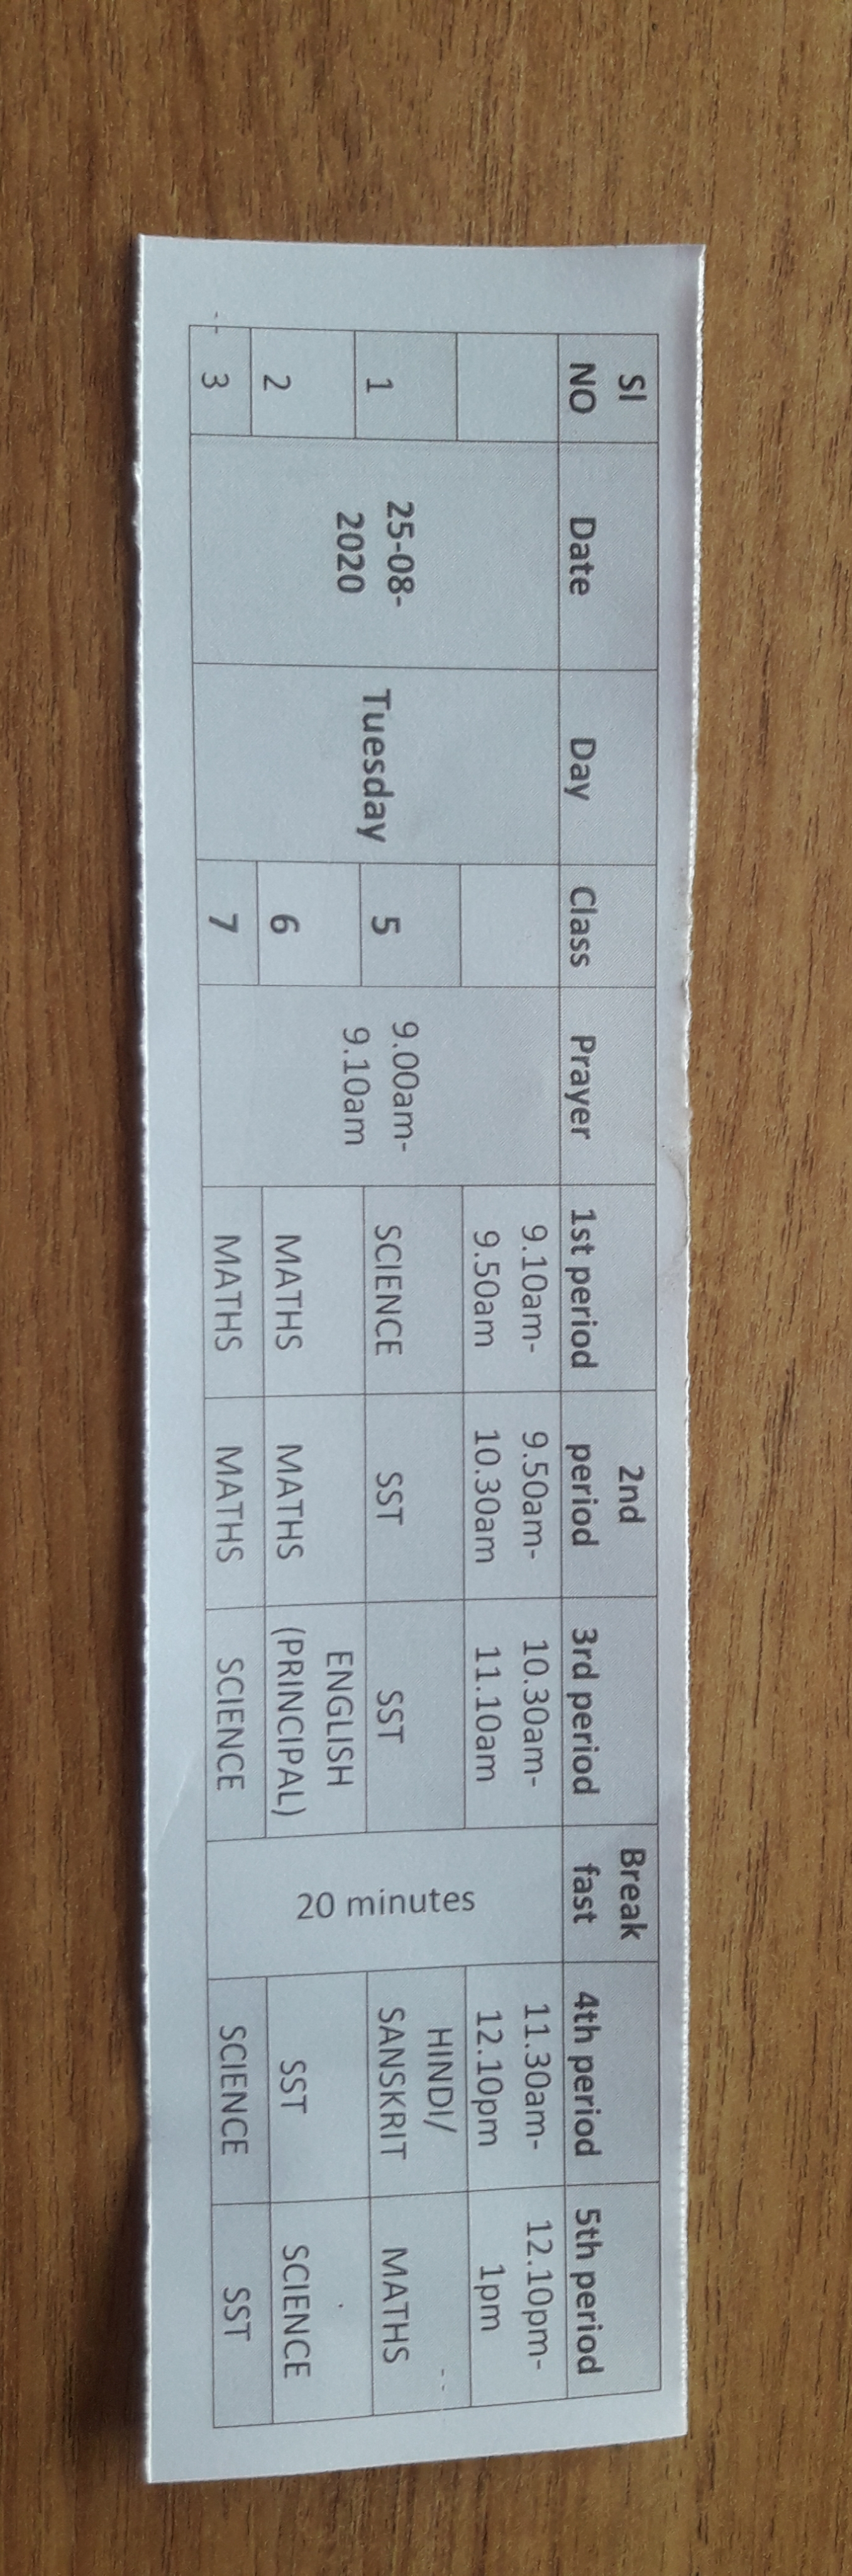 SI NO Date Day Class Prayer 1st period 2nd period 3rd period Break fast 4th period 5th period
9.10am-9.50am 9.50am-10.30am 10.30am-11.10am 11.30am-12.10pm 12.10pm-1pm
25-08-2020 Tuesday 9.00am-9.10am 20 minutes
1 5 SCIENCE SST SST HINDI/SANSKRIT MATHS
2 6 MATHS MATHS ENGLISH (PRINCIPAL) SST SCIENCE
3 7 MATHS MATHS SCIENCE SCIENCE SST